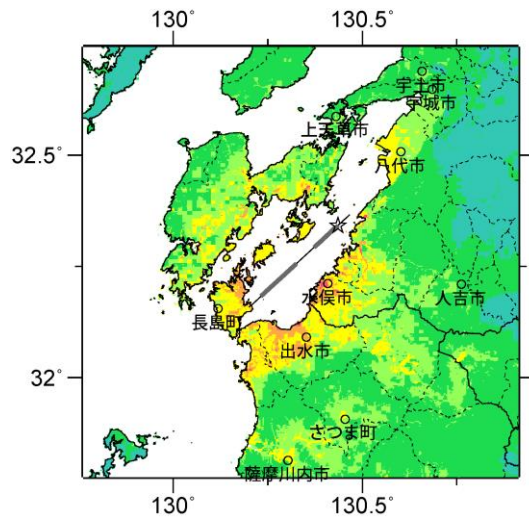 130° 130.5°
宇土市
宇城市
上天草市
32.5°
八代市
水俣市
人吉市
長島町
出水市
32°
さつま町
薩摩川内市
130° 130.5°